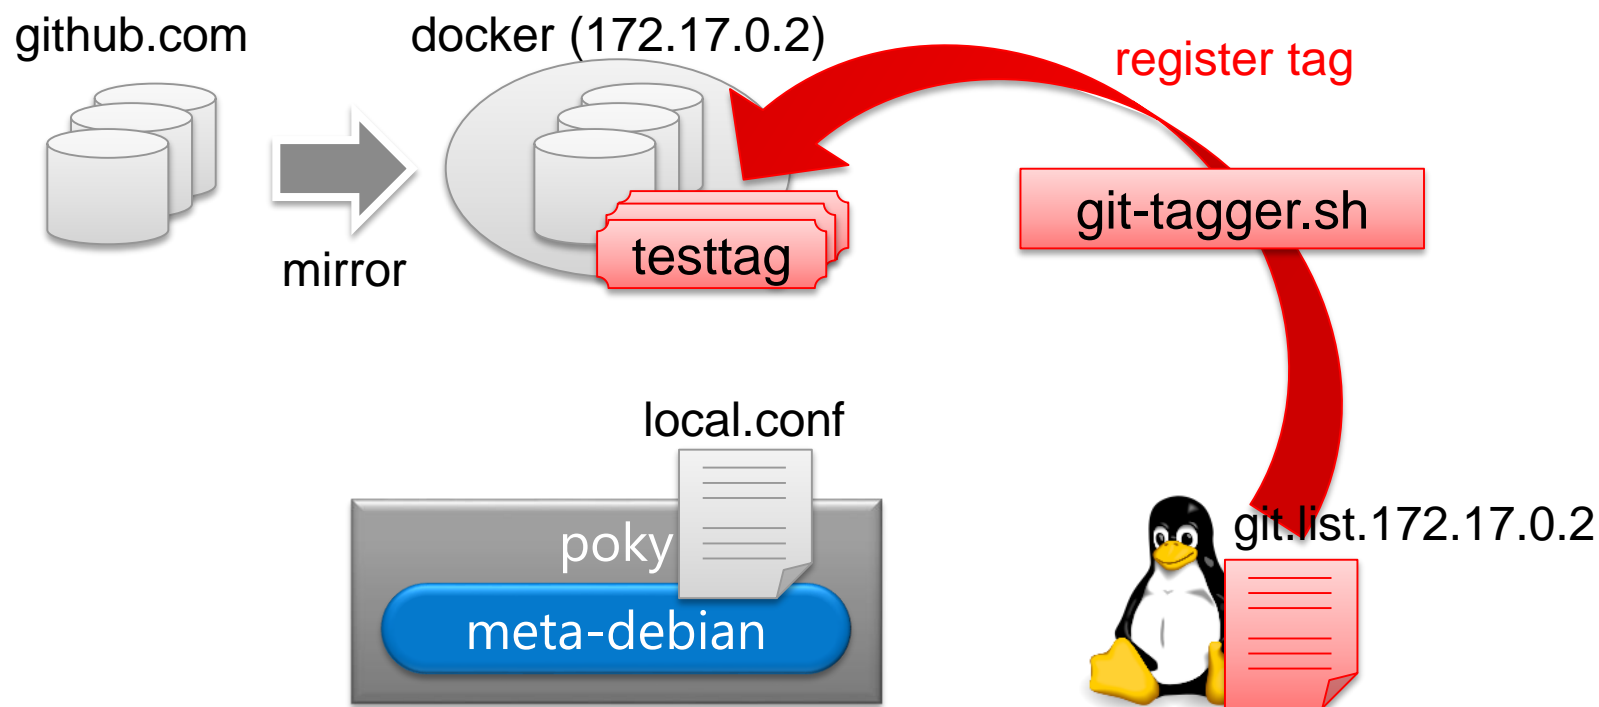 github.com
docker (172.17.0.2)
register tag
git-tagger.sh
testtag
mirror
local.conf
git.list.172.17.0.2
poky
meta-debian